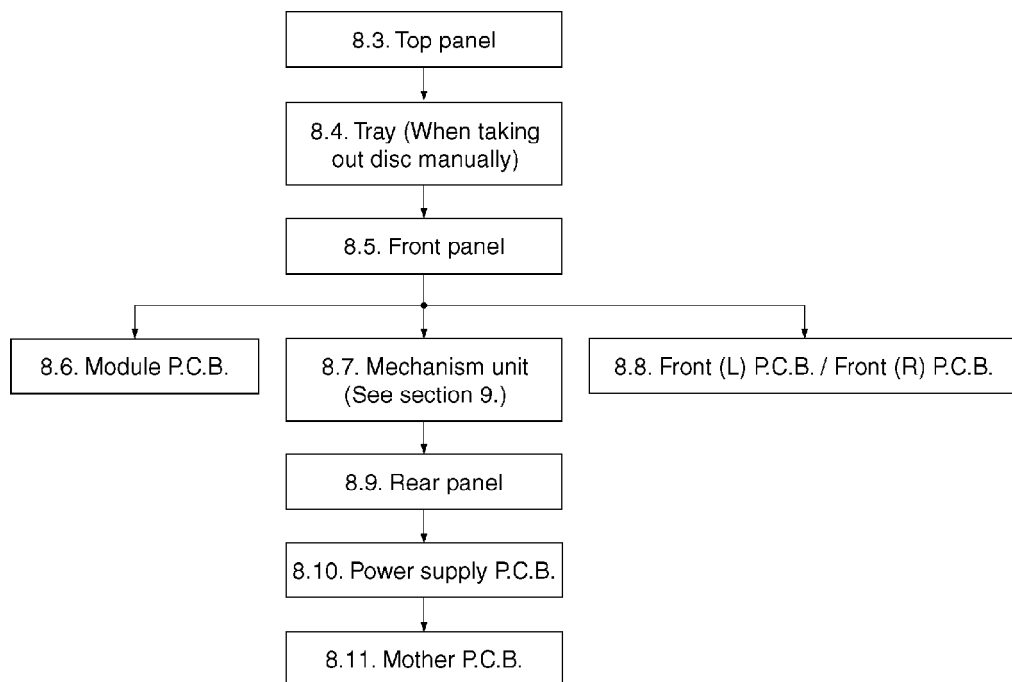 8.3. Top panel
8.4. Tray (When taking
out disc manually)
8.5. Front panel
8.6. Module P.C.B.
8.7. Mechanism unit
(See section 9.)
8.8. Front (L) P.C.B. / Front (R) P.C.B.
8.9. Rear panel
8.10. Power supply P.C.B.
8.11. Mother P.C.B.